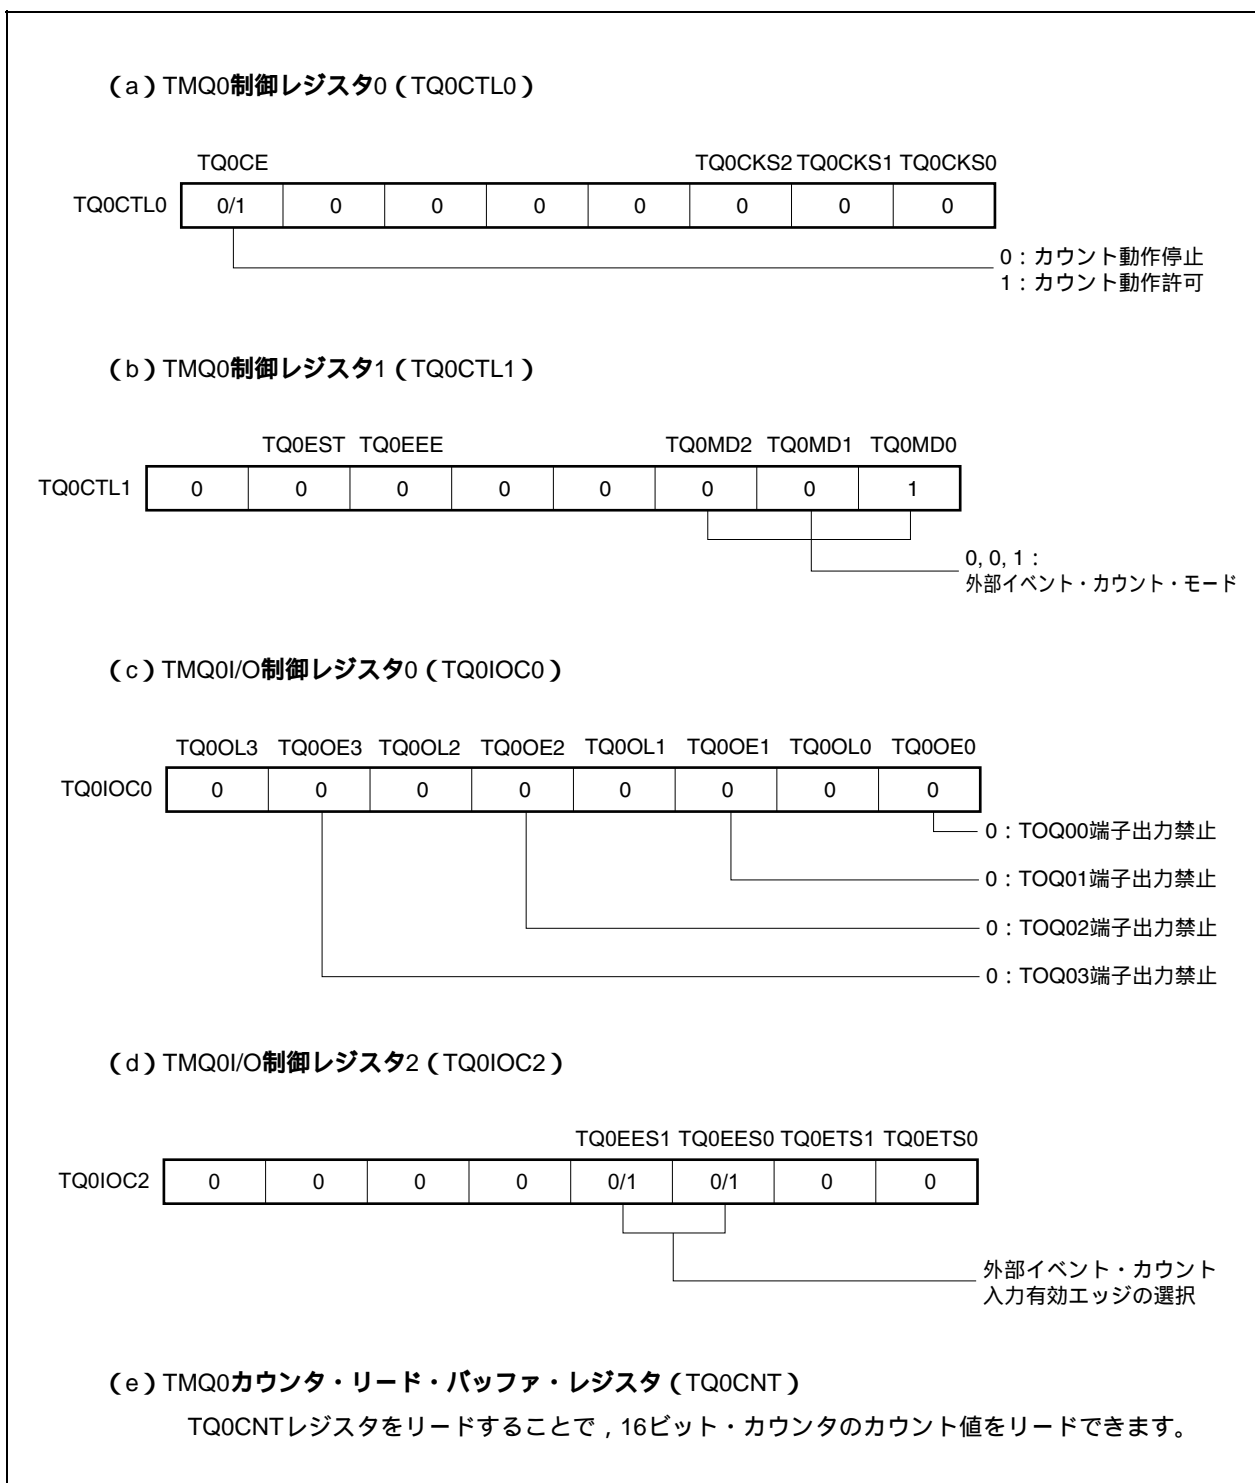 (a)TMQ0制御レジスタ0(TQ0CTL0)
TQ0CE TQ0CKS2 TQ0CKS1 TQ0CKS0
TQ0CTL0 0/1 0 0 0 0 0 0 0
0:カウント動作停止
1:カウント動作許可
(b)TMQ0制御レジスタ1(TQ0CTL1)
TQ0EST TQ0EEE TQ0MD2 TQ0MD1 TQ0MD0
TQ0CTL1 0 0 0 0 0 0 0 1
0, 0, 1:
外部イベント・カウント・モード
(c)TMQ0I/O制御レジスタ0(TQ0IOC0)
TQ0OL3 TQ0OE3 TQ0OL2 TQ0OE2 TQ0OL1 TQ0OE1 TQ0OL0 TQ0OE0
TQ0IOC0 0 0 0 0 0 0 0 0
0:TOQ00端子出力禁止
0:TOQ01端子出力禁止
0:TOQ02端子出力禁止
0:TOQ03端子出力禁止
(d)TMQ0I/O制御レジスタ2(TQ0IOC2)
TQ0EES1 TQ0EES0 TQ0ETS1 TQ0ETS0
TQ0IOC2 0 0 0 0 0/1 0/1 0 0
外部イベント・カウント
入力有効エッジの選択
(e)TMQ0カウンタ・リード・バッファ・レジスタ(TQ0CNT)
TQ0CNTレジスタをリードすることで,16ビット・カウンタのカウント値をリードできます。